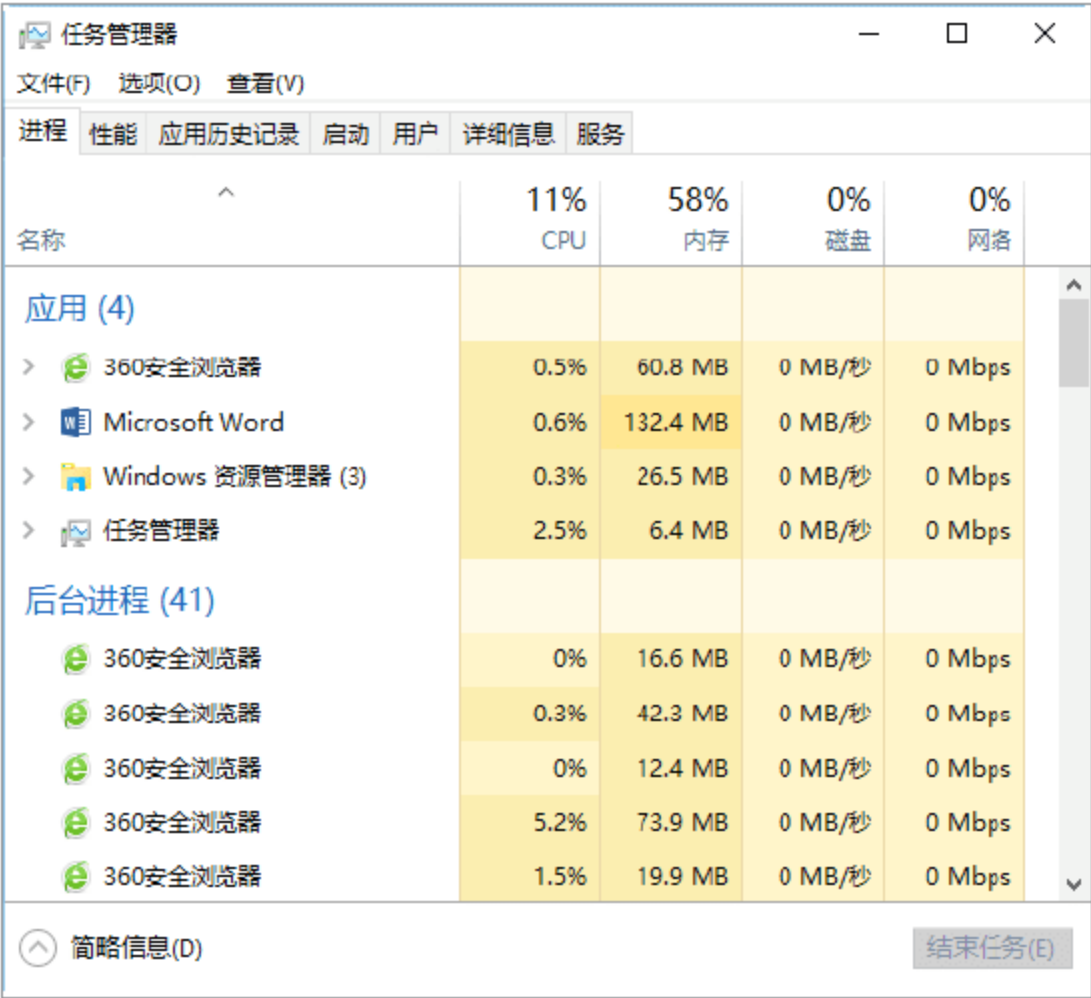 任务管理器
文件(F) 选项(O) 查看(V)
进程 性能 应用历史记录 启动 用户 详细信息 服务
11% 58% 0% 0%
名称 CPU 内存 磁盘 网络
应用 (4)
360安全浏览器 0.5% 60.8 MB 0 MB/秒 0 Mbps
Microsoft Word 0.6% 132.4 MB 0 MB/秒 0 Mbps
Windows 资源管理器 (3) 0.3% 26.5 MB 0 MB/秒 0 Mbps
任务管理器 2.5% 6.4 MB 0 MB/秒 0 Mbps
后台进程 (41)
360安全浏览器 0% 16.6 MB 0 MB/秒 0 Mbps
360安全浏览器 0.3% 42.3 MB 0 MB/秒 0 Mbps
360安全浏览器 0% 12.4 MB 0 MB/秒 0 Mbps
360安全浏览器 5.2% 73.9 MB 0 MB/秒 0 Mbps
360安全浏览器 1.5% 19.9 MB 0 MB/秒 0 Mbps
简略信息(D) 结束任务(E)